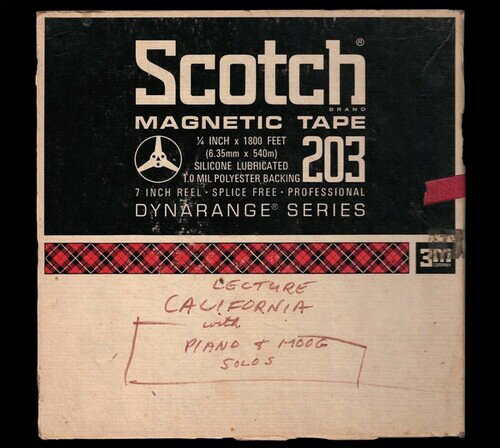 Scotch®
BRAND
MAGNETIC TAPE
¼ INCH x 1800 FEET
(6.35mm x 540m)
SILICONE LUBRICATED
1.0 MIL POLYESTER BACKING
203
7 INCH REEL · SPLICE FREE · PROFESSIONAL
DYNARANGE® SERIES
3M
COMPANY
LECTURE
CALIFORNIA
with
PIANO & MOOG
SOLOS